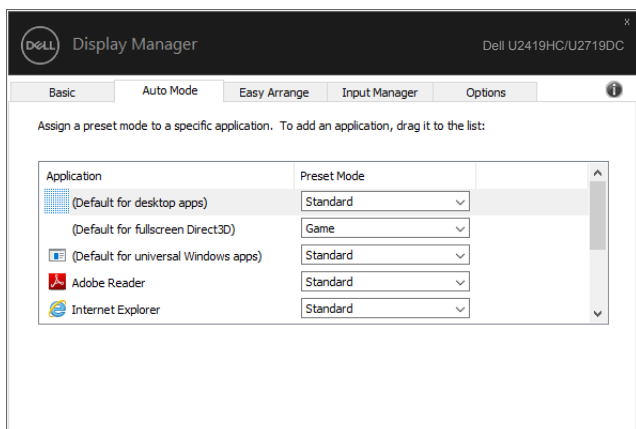 x
DELL Display Manager Dell U2419HC/U2719DC
Basic Auto Mode Easy Arrange Input Manager Options i
Assign a preset mode to a specific application. To add an application, drag it to the list:
Application Preset Mode
(Default for desktop apps) Standard
(Default for fullscreen Direct3D) Game
(Default for universal Windows apps) Standard
Adobe Reader Standard
Internet Explorer Standard